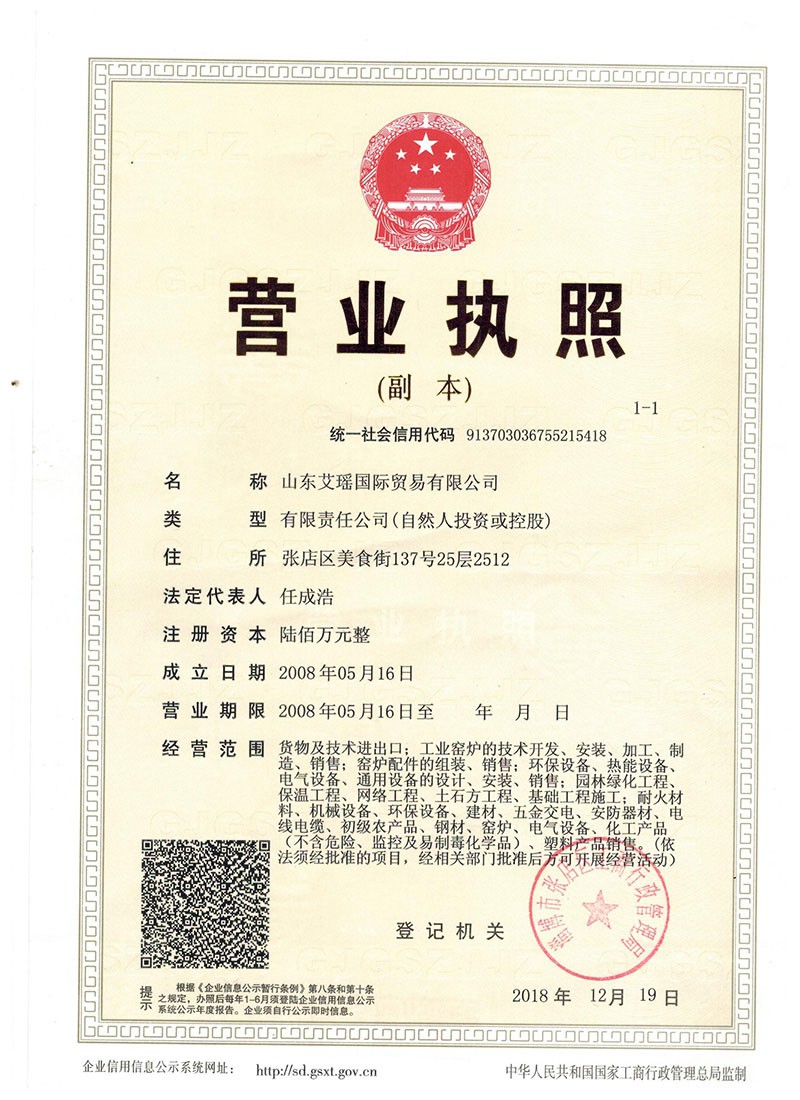 营业执照
(副 本)
1-1
统一社会信用代码 913703036755215418
名 称 山东艾瑶国际贸易有限公司
类 型 有限责任公司(自然人投资或控股)
住 所 张店区美食街137号25层2512
法定代表人 任成浩
注册资本 陆佰万元整
成立日期 2008年05月16日
营业期限 2008年05月16日至 年 月 日
经营范围 货物及技术进出口；工业窑炉的技术开发、安装、加工、制
造、销售；窑炉配件的组装、销售；环保设备、热能设备、
电气设备、通用设备的设计、安装、销售；园林绿化工程、
保温工程、网络工程、土石方工程、基础工程施工；耐火材
料、机械设备、环保设备、建材、五金交电、安防器材、电
线电缆、初级农产品、钢材、窑炉、电气设备、化工产品
（不含危险、监控及易制毒化学品）、塑料产品销售。(依
法须经批准的项目，经相关部门批准后方可开展经营活动)
登记机关
淄博市张店区工商行政管理局
2018年 12月 19日
提示 根据《企业信息公示暂行条例》第八条和第十条
之规定，办照后每年1-6月须登陆企业信用信息公示
系统公示年度报告。企业须自行公示即时信息。
企业信用信息公示系统网址： http://sd.gsxt.gov.cn
中华人民共和国国家工商行政管理总局监制